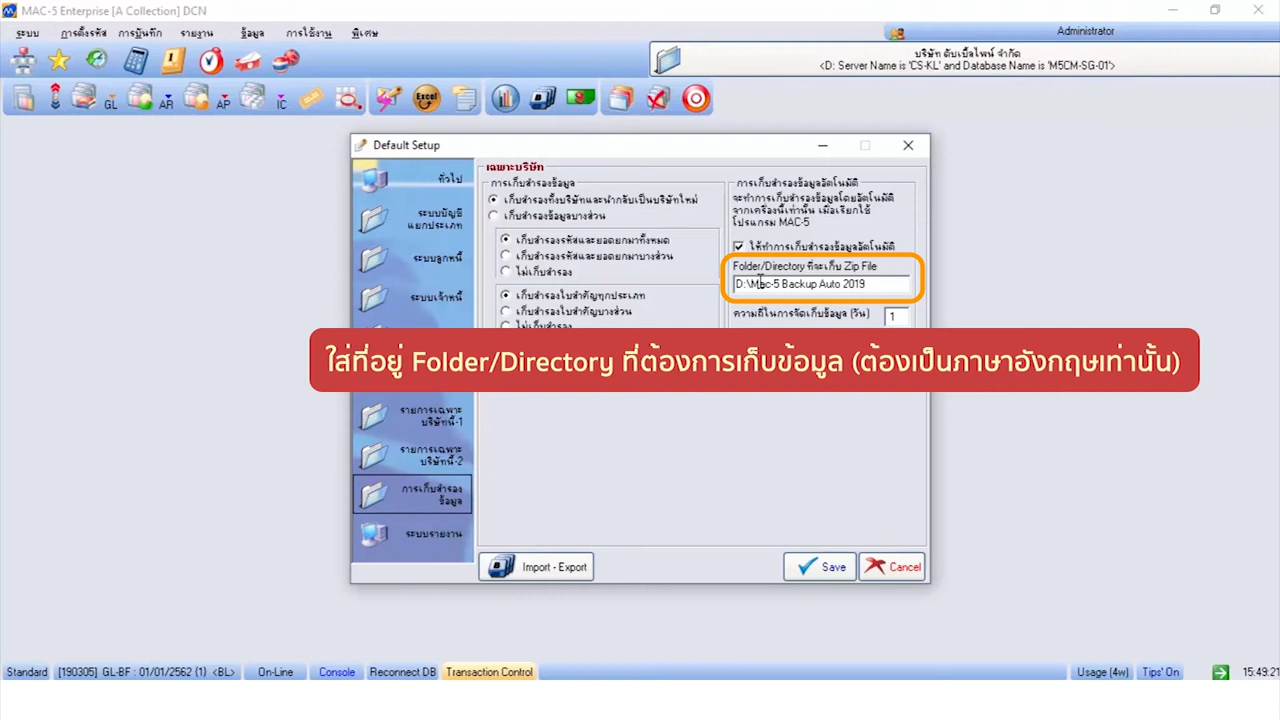 MAC-5 Enterprise [A Collection] DCN
ระบบ การตั้งรหัส การบันทึก รายงาน ข้อมูล การใช้งาน พิเศษ
Administrator
บริษัท ดับเบิ้ลไพน์ จำกัด
<D: Server Name is 'CS-KL' and Database Name is 'M5CM-SG-01'>
GL AR AP IC Excel
Default Setup
ทั่วไป
ระบบบัญชี
แยกประเภท
ระบบลูกหนี้
ระบบเจ้าหนี้
รายการเฉพาะ
บริษัทนี้-1
รายการเฉพาะ
บริษัทนี้-2
การเก็บสำรอง
ข้อมูล
ระบบรายงาน
เฉพาะบริษัท
การเก็บสำรองข้อมูล
เก็บสำรองทั้งบริษัทและนำกลับเป็นบริษัทใหม่
เก็บสำรองข้อมูลบางส่วน
เก็บสำรองรหัสและยอดยกมาทั้งหมด
เก็บสำรองรหัสและยอดยกมาบางส่วน
ไม่เก็บสำรอง
เก็บสำรองใบสำคัญทุกประเภท
เก็บสำรองใบสำคัญบางส่วน
ไม่เก็บสำรอง
การเก็บสำรองข้อมูลอัตโนมัติ
จะทำการเก็บสำรองข้อมูลโดยอัตโนมัติ
จากเครื่องนี้เท่านั้น เมื่อเรียกใช้
โปรแกรม MAC-5
ให้ทำการเก็บสำรองข้อมูลอัตโนมัติ
Folder/Directory ที่จะเก็บ Zip File
D:\Mac-5 Backup Auto 2019
ความถี่ในการจัดเก็บข้อมูล (วัน) 1
ใส่ที่อยู่ Folder/Directory ที่ต้องการเก็บข้อมูล (ต้องเป็นภาษาอังกฤษเท่านั้น)
Import - Export
Save
Cancel
Standard [190305] GL-BF : 01/01/2562 (1) <BL> On-Line Console Reconnect DB Transaction Control Usage (4w) Tips' On 15:49:21